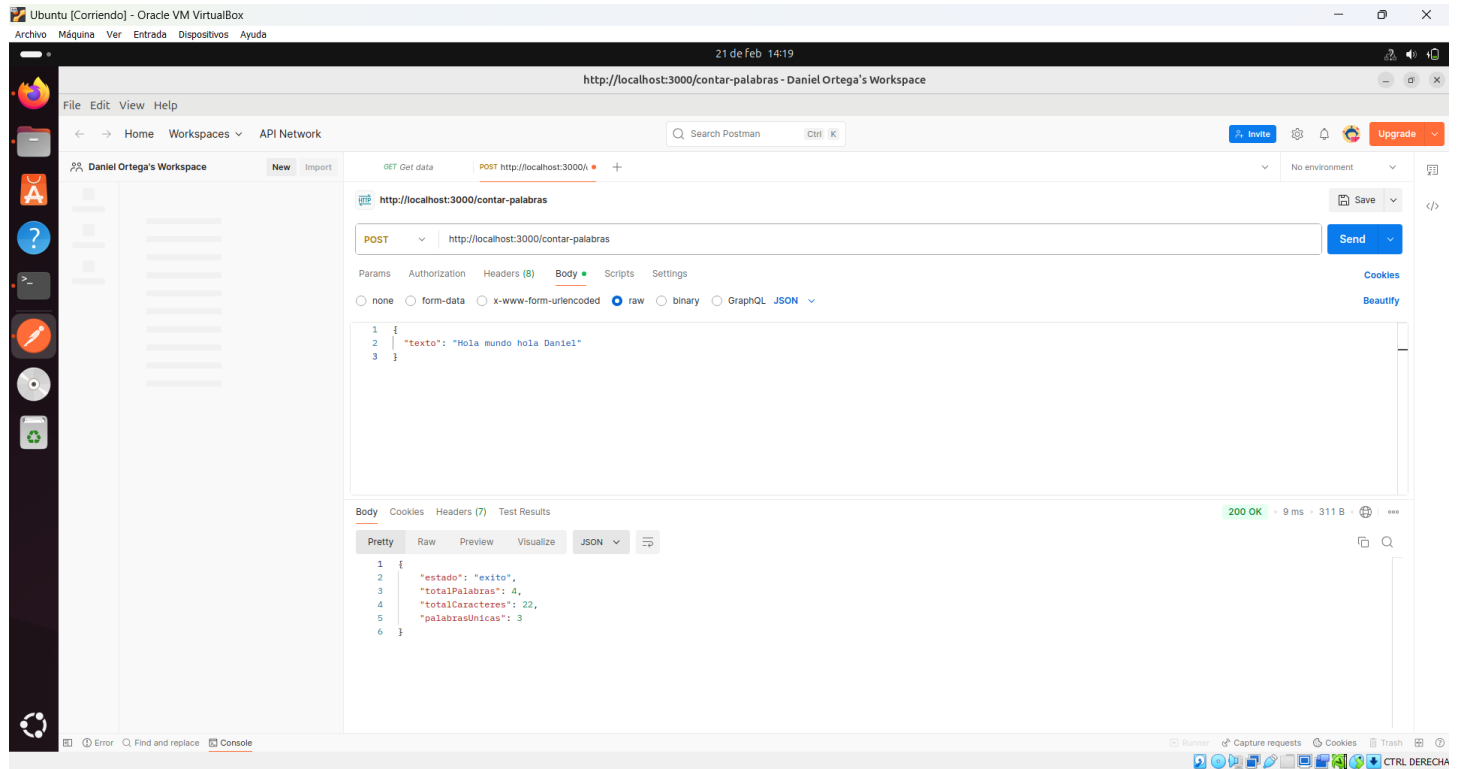 Ubuntu [Corriendo] - Oracle VM VirtualBox
Archivo Máquina Ver Entrada Dispositivos Ayuda
21 de feb 14:19
http://localhost:3000/contar-palabras - Daniel Ortega's Workspace
File Edit View Help
Home Workspaces API Network
Search Postman Ctrl K
Invite
Upgrade
Daniel Ortega's Workspace
New Import
GET Get data
POST http://localhost:3000/
No environment
HTTP http://localhost:3000/contar-palabras
Save
POST http://localhost:3000/contar-palabras
Send
Params Authorization Headers (8) Body Scripts Settings
Cookies
none form-data x-www-form-urlencoded raw binary GraphQL JSON
Beautify
1 {
2 "texto": "Hola mundo hola Daniel"
3 }
Body Cookies Headers (7) Test Results
200 OK 9 ms 311 B
Pretty Raw Preview Visualize JSON
1 {
2 "estado": "exito",
3 "totalPalabras": 4,
4 "totalCaracteres": 22,
5 "palabrasUnicas": 3
6 }
Error Find and replace Console
Runner Capture requests Cookies Trash
CTRL DERECHA